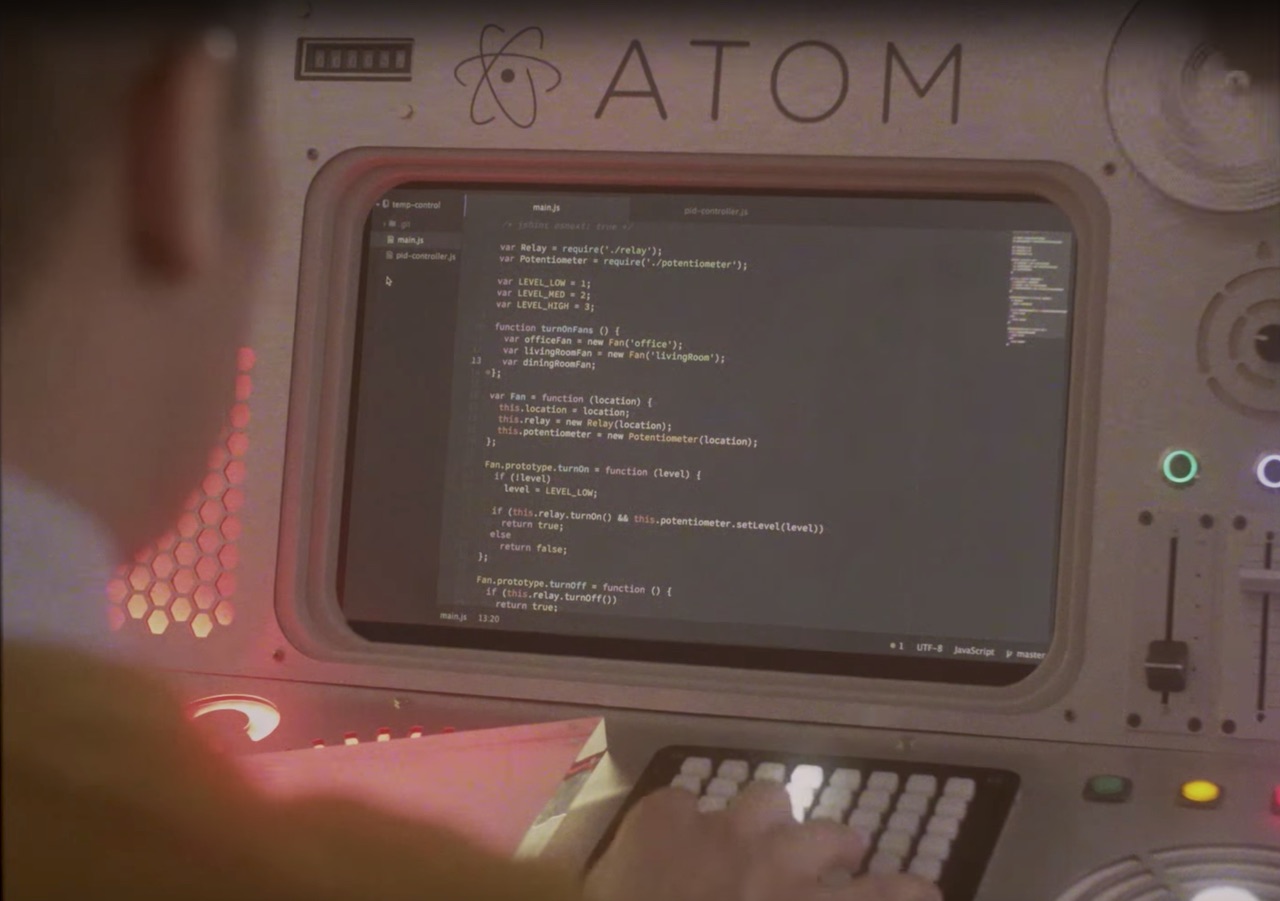 ATOM
temp-control
.git
main.js
pid-controller.js
main.js
pid-controller.js
/* jshint esnext: true */
var Relay = require('./relay');
var Potentiometer = require('./potentiometer');
var LEVEL_LOW = 1;
var LEVEL_MED = 2;
var LEVEL_HIGH = 3;
function turnOnFans () {
var officeFan = new Fan('office');
var livingRoomFan = new Fan('livingRoom');
13 var diningRoomFan;
};
var Fan = function (location) {
this.location = location;
this.relay = new Relay(location);
this.potentiometer = new Potentiometer(location);
};
Fan.prototype.turnOn = function (level) {
if (!level)
level = LEVEL_LOW;
if (this.relay.turnOn() && this.potentiometer.setLevel(level))
return true;
else
return false;
};
Fan.prototype.turnOff = function () {
if (this.relay.turnOff())
return true;
main.js 13:20
1 UTF-8 JavaScript master